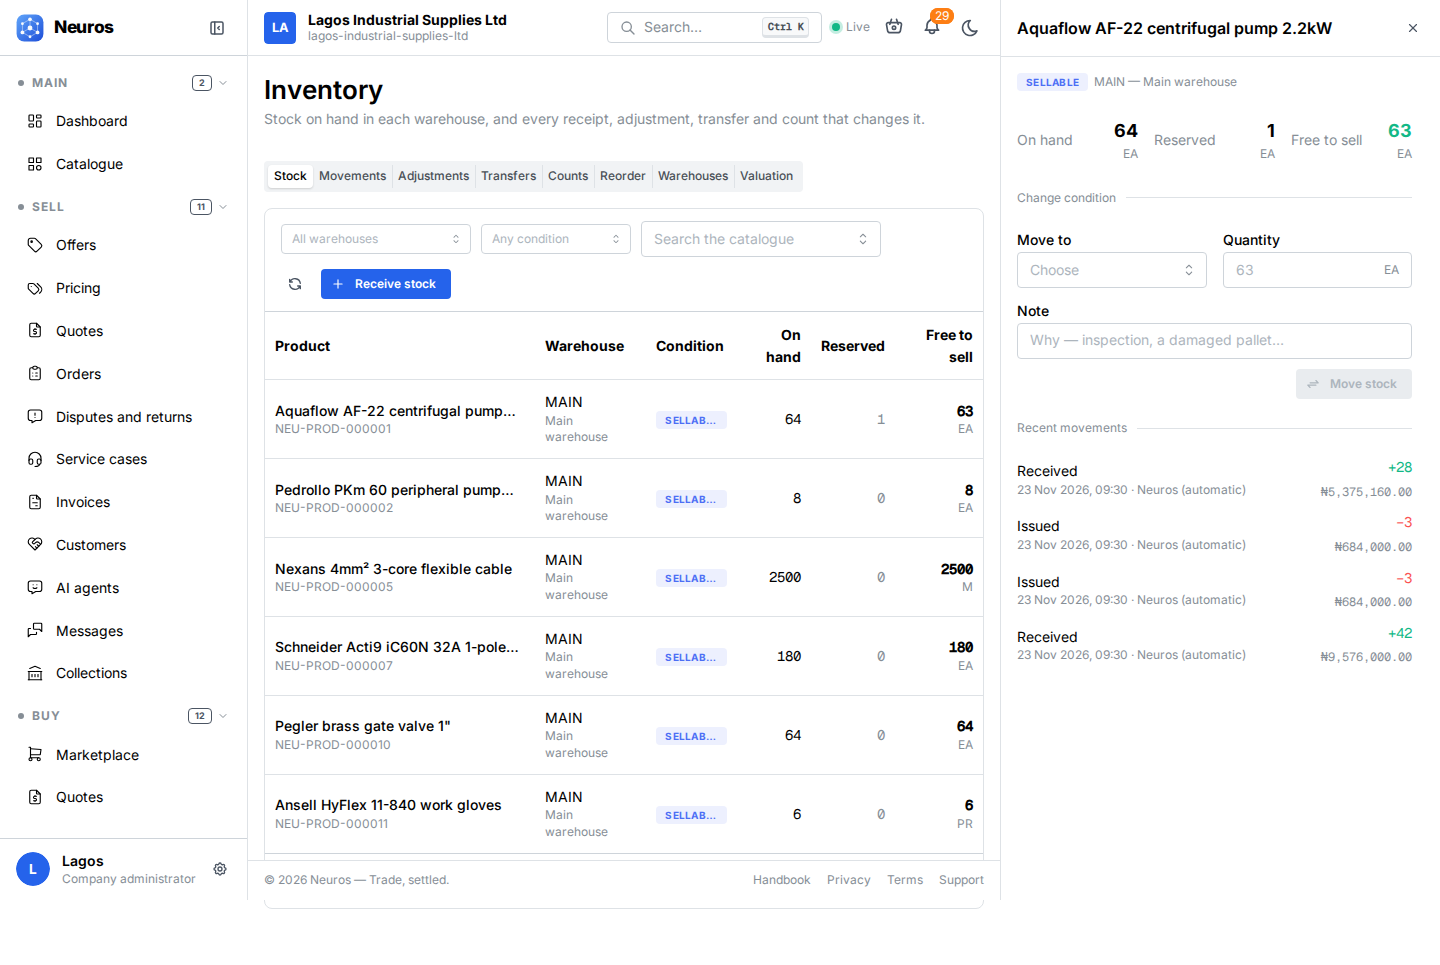 Neuros
MAIN
2
Dashboard
Catalogue
SELL
11
Offers
Pricing
Quotes
Orders
Disputes and returns
Service cases
Invoices
Customers
AI agents
Messages
Collections
BUY
12
Marketplace
Quotes
L
Lagos
Company administrator
LA
Lagos Industrial Supplies Ltd
lagos-industrial-supplies-ltd
Search...
Ctrl K
Live
29
Inventory
Stock on hand in each warehouse, and every receipt, adjustment, transfer and count that changes it.
Stock Movements Adjustments Transfers Counts Reorder Warehouses Valuation
All warehouses
Any condition
Search the catalogue
Receive stock
Product Warehouse Condition On hand Reserved Free to sell
Aquaflow AF-22 centrifugal pump...
NEU-PROD-000001
MAIN
Main warehouse
SELLAB...
64
1
63
EA
Pedrollo PKm 60 peripheral pump...
NEU-PROD-000002
MAIN
Main warehouse
SELLAB...
8
0
8
EA
Nexans 4mm² 3-core flexible cable
NEU-PROD-000005
MAIN
Main warehouse
SELLAB...
2500
0
2500
M
Schneider Acti9 iC60N 32A 1-pole...
NEU-PROD-000007
MAIN
Main warehouse
SELLAB...
180
0
180
EA
Pegler brass gate valve 1"
NEU-PROD-000010
MAIN
Main warehouse
SELLAB...
64
0
64
EA
Ansell HyFlex 11-840 work gloves
NEU-PROD-000011
MAIN
Main warehouse
SELLAB...
6
0
6
PR
© 2026 Neuros — Trade, settled.
Handbook Privacy Terms Support
Aquaflow AF-22 centrifugal pump 2.2kW
SELLABLE MAIN — Main warehouse
On hand 64 EA
Reserved 1 EA
Free to sell 63 EA
Change condition
Move to
Choose
Quantity
63 EA
Note
Why — inspection, a damaged pallet...
Move stock
Recent movements
Received +28
23 Nov 2026, 09:30 · Neuros (automatic) ₦5,375,160.00
Issued −3
23 Nov 2026, 09:30 · Neuros (automatic) ₦684,000.00
Issued −3
23 Nov 2026, 09:30 · Neuros (automatic) ₦684,000.00
Received +42
23 Nov 2026, 09:30 · Neuros (automatic) ₦9,576,000.00